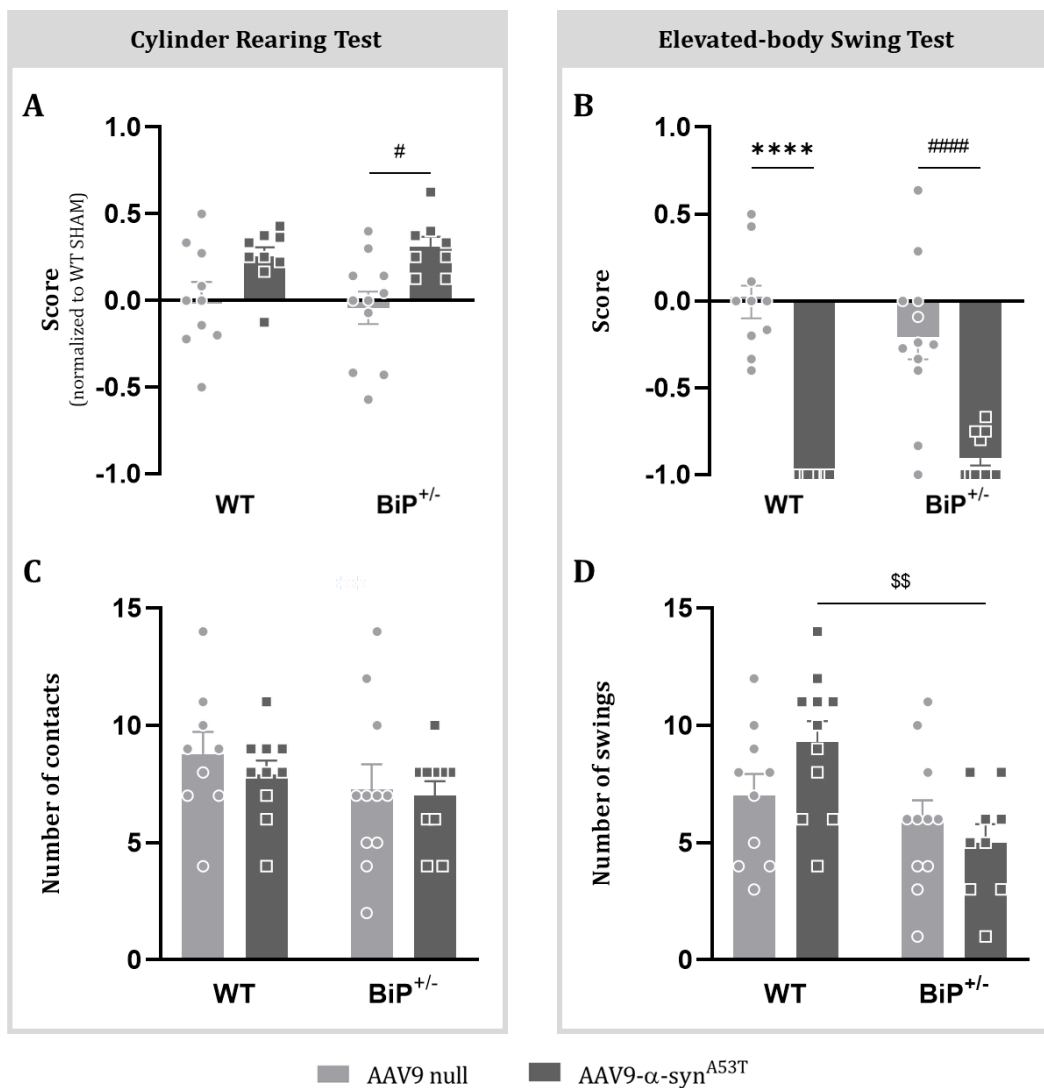 Cylinder Rearing Test
Elevated-body Swing Test
A
Score
(normalized to WT SHAM)
1.0
0.5
0.0
-0.5
-1.0
#
WT
BiP+/-
B
Score
1.0
0.5
0.0
-0.5
-1.0
****
####
WT
BiP+/-
C
Number of contacts
15
10
5
0
WT
BiP+/-
D
Number of swings
15
10
5
0
$$
WT
BiP+/-
AAV9 null
AAV9-α-synA53T